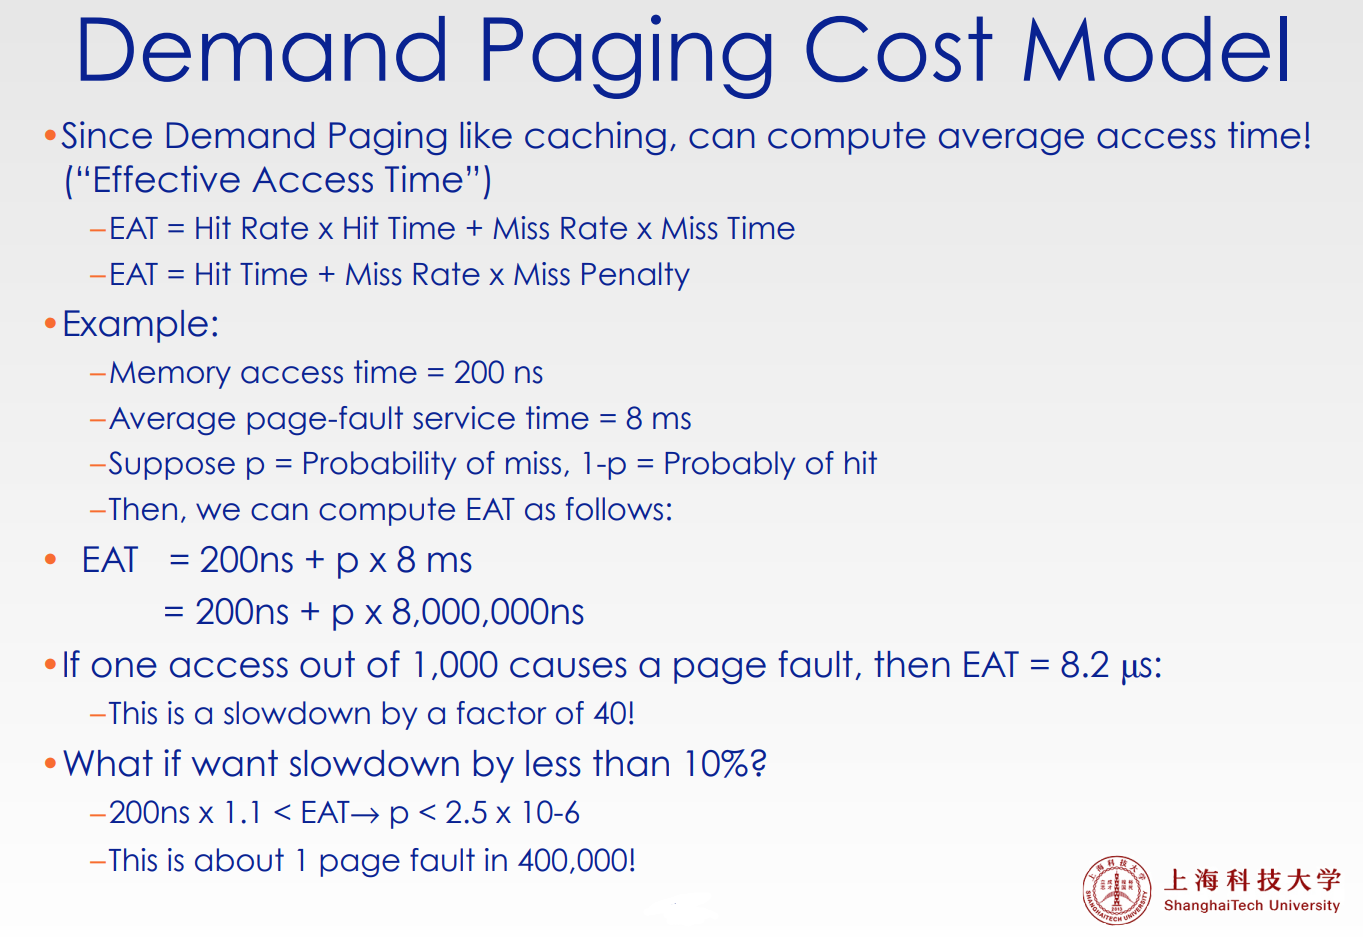 Demand Paging Cost Model
•Since Demand Paging like caching, can compute average access time!
(“Effective Access Time”)
–EAT = Hit Rate x Hit Time + Miss Rate x Miss Time
–EAT = Hit Time + Miss Rate x Miss Penalty
•Example:
–Memory access time = 200 ns
–Average page-fault service time = 8 ms
–Suppose p = Probability of miss, 1-p = Probably of hit
–Then, we can compute EAT as follows:
• EAT = 200ns + p x 8 ms
= 200ns + p x 8,000,000ns
•If one access out of 1,000 causes a page fault, then EAT = 8.2 μs:
–This is a slowdown by a factor of 40!
•What if want slowdown by less than 10%?
–200ns x 1.1 < EAT→ p < 2.5 x 10-6
–This is about 1 page fault in 400,000!
上海科技大学
ShanghaiTech University